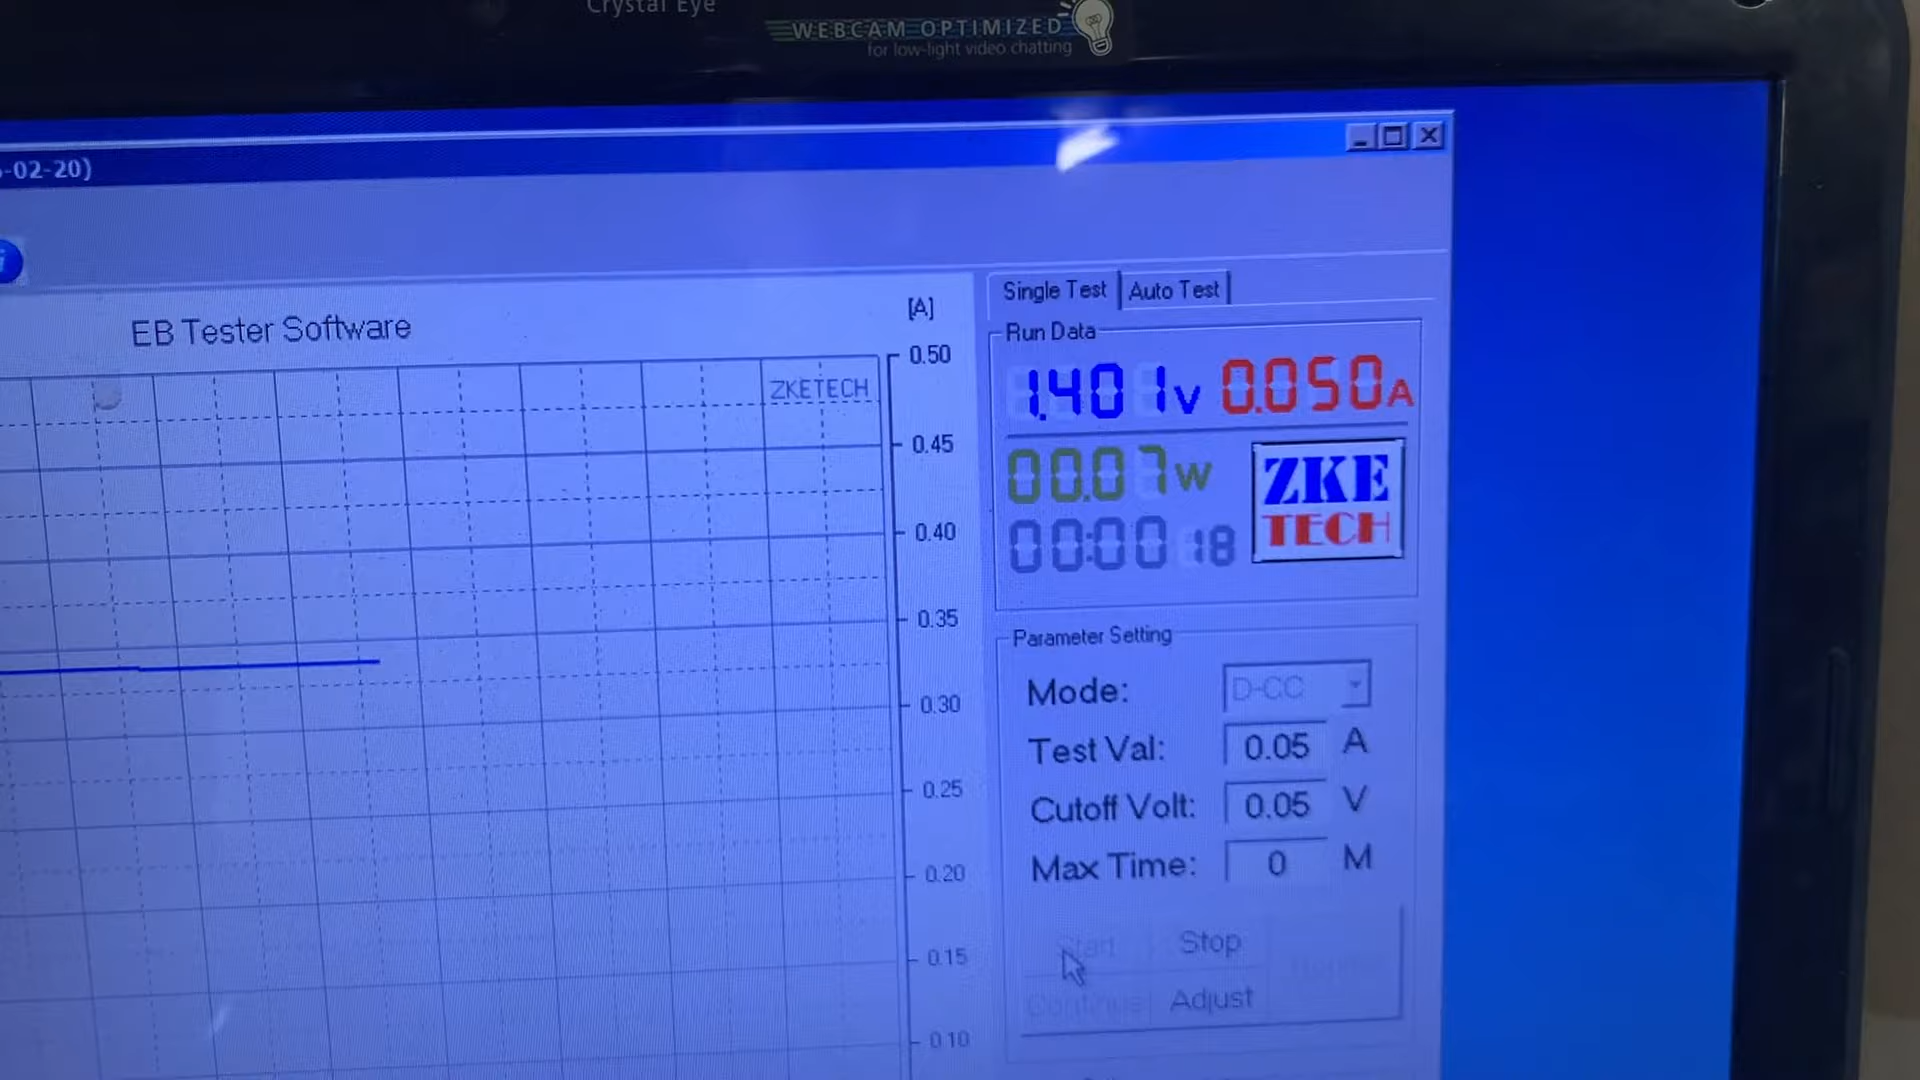 Crystal Eye
WEBCAM OPTIMIZED
for low-light video chatting
-02-20)
EB Tester Software
[A]
ZKETECH
0.50
0.45
0.40
0.35
0.30
0.25
0.20
0.15
0.10
Single Test Auto Test
Run Data
1.401V 0.050A
00.07W
00:00 18
ZKE
TECH
Parameter Setting
Mode: D-CC
Test Val: 0.05 A
Cutoff Volt: 0.05 V
Max Time: 0 M
Start Stop
Continue Adjust